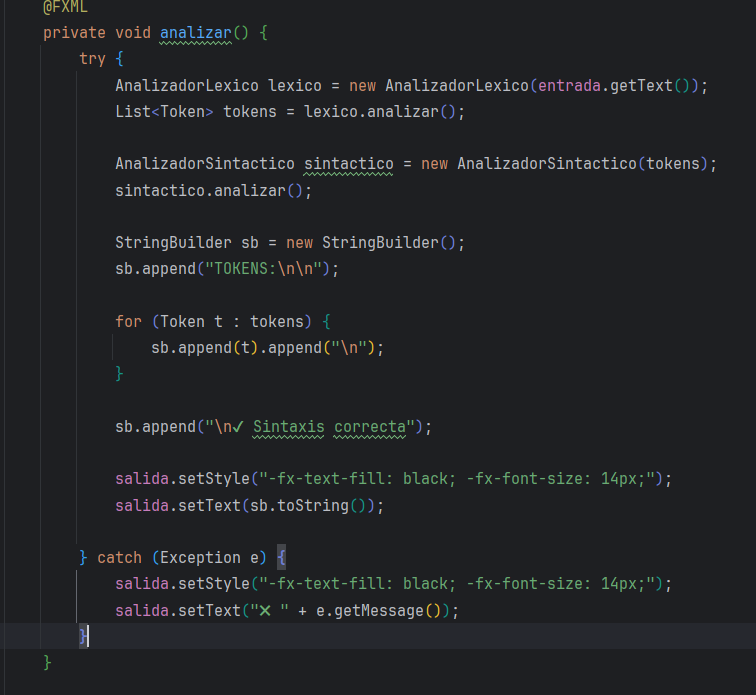 @FXML
private void analizar() {
try {
AnalizadorLexico lexico = new AnalizadorLexico(entrada.getText());
List<Token> tokens = lexico.analizar();
AnalizadorSintactico sintactico = new AnalizadorSintactico(tokens);
sintactico.analizar();
StringBuilder sb = new StringBuilder();
sb.append("TOKENS:\n\n");
for (Token t : tokens) {
sb.append(t).append("\n");
}
sb.append("\n✓ Sintaxis correcta");
salida.setStyle("-fx-text-fill: black; -fx-font-size: 14px;");
salida.setText(sb.toString());
} catch (Exception e) {
salida.setStyle("-fx-text-fill: black; -fx-font-size: 14px;");
salida.setText("❌ " + e.getMessage());
}
}